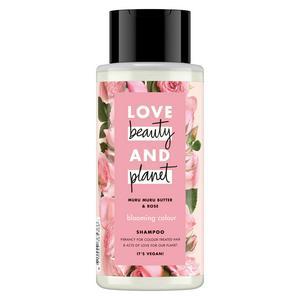 LOVE
beauty
AND
planet
MURU MURU BUTTER
& ROSE
blooming colour
SHAMPOO
VIBRANCY FOR COLOUR-TREATED HAIR
& ACTS OF LOVE FOR OUR PLANET
IT'S VEGAN!